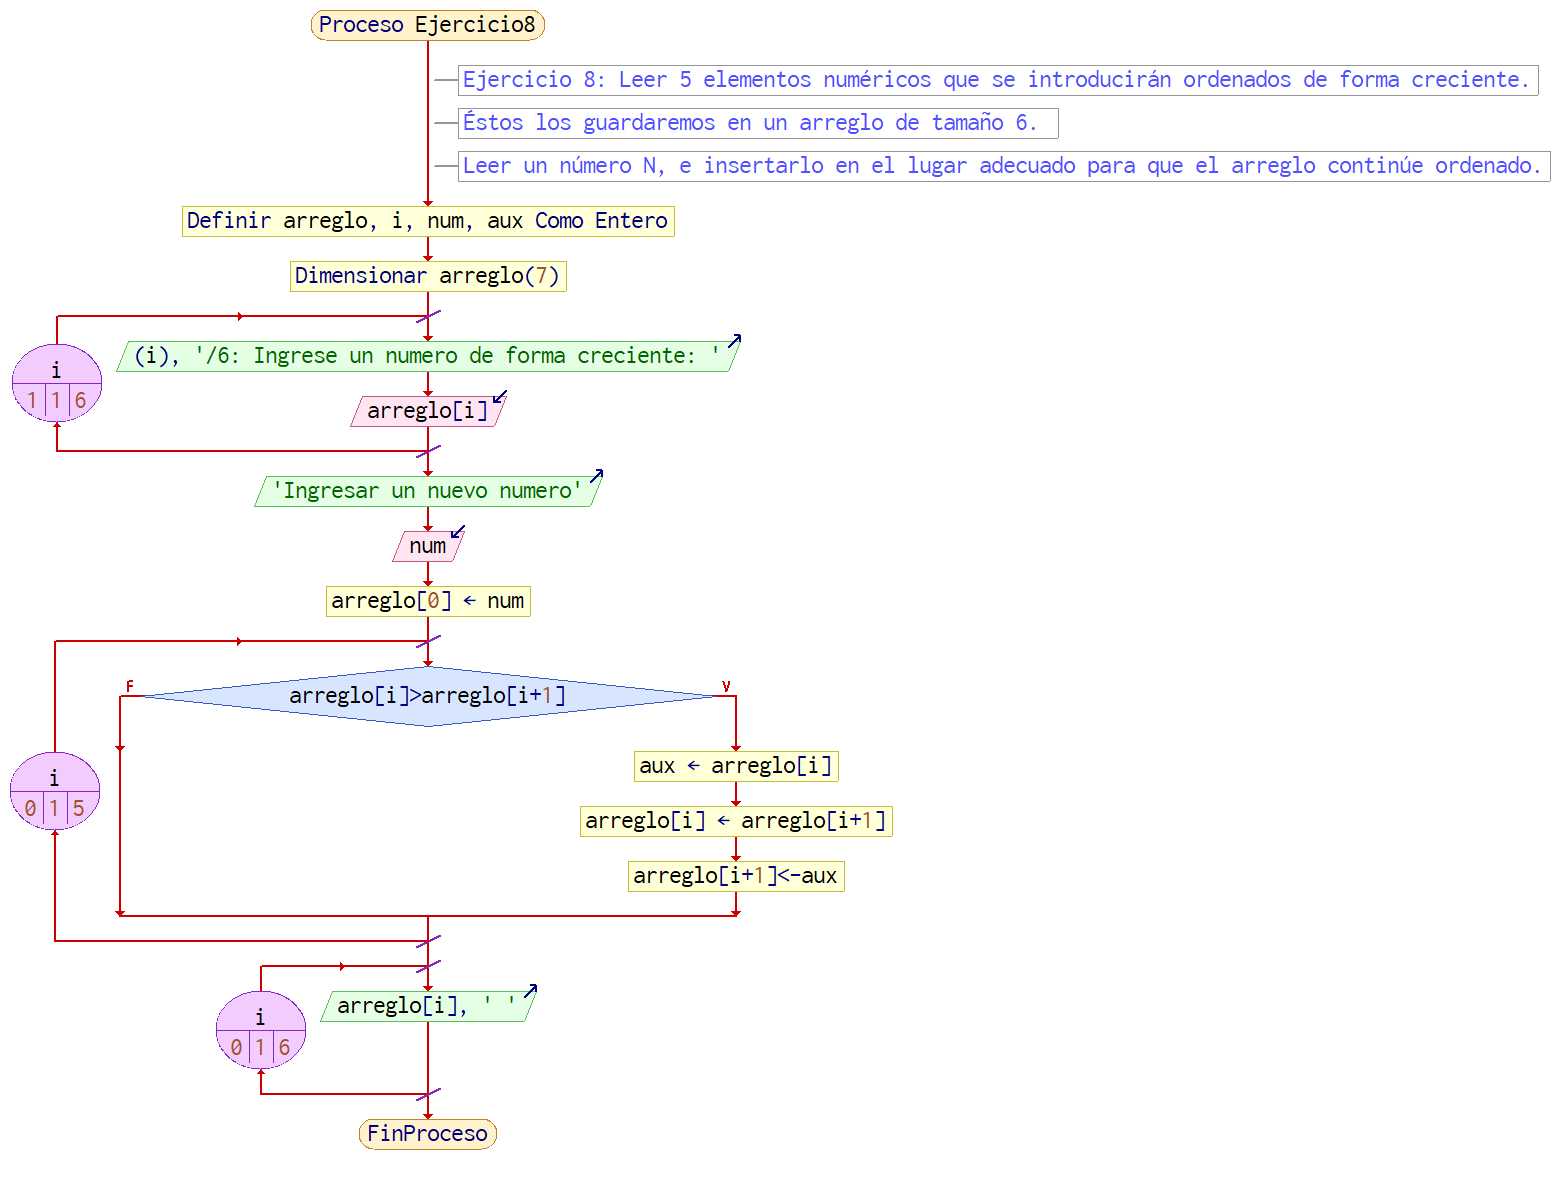 Proceso Ejercicio8
Ejercicio 8: Leer 5 elementos numéricos que se introducirán ordenados de forma creciente.
Éstos los guardaremos en un arreglo de tamaño 6.
Leer un número N, e insertarlo en el lugar adecuado para que el arreglo continúe ordenado.
Definir arreglo, i, num, aux Como Entero
Dimensionar arreglo(7)
(i), '/6: Ingrese un numero de forma creciente: '
i
1 1 6
arreglo[i]
'Ingresar un nuevo numero'
num
arreglo[0] ← num
F
V
arreglo[i]>arreglo[i+1]
aux ← arreglo[i]
i
0 1 5
arreglo[i] ← arreglo[i+1]
arreglo[i+1]<-aux
arreglo[i], ' '
i
0 1 6
FinProceso